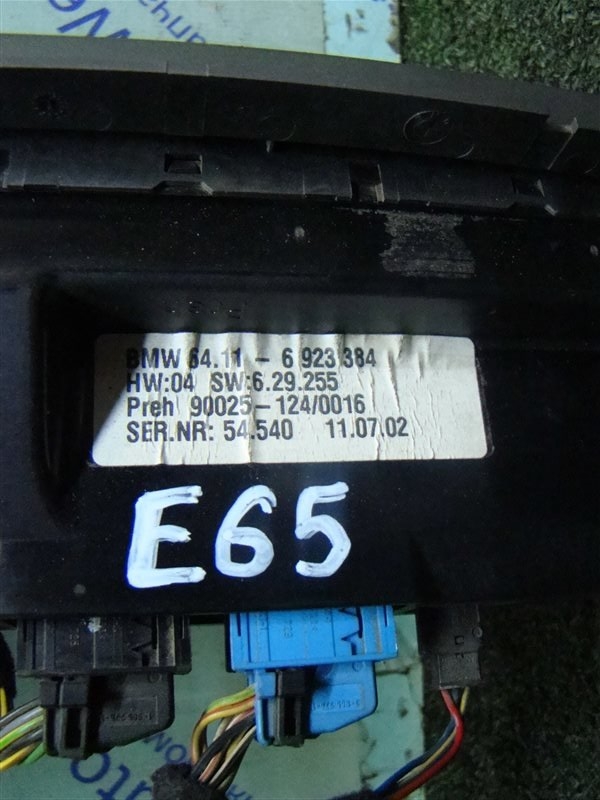 BMW 64.11 - 6 923 384
HW:04 SW:6.29.255
Preh 90025-124/0016
SER.NR: 54.540 11.07.02
E65